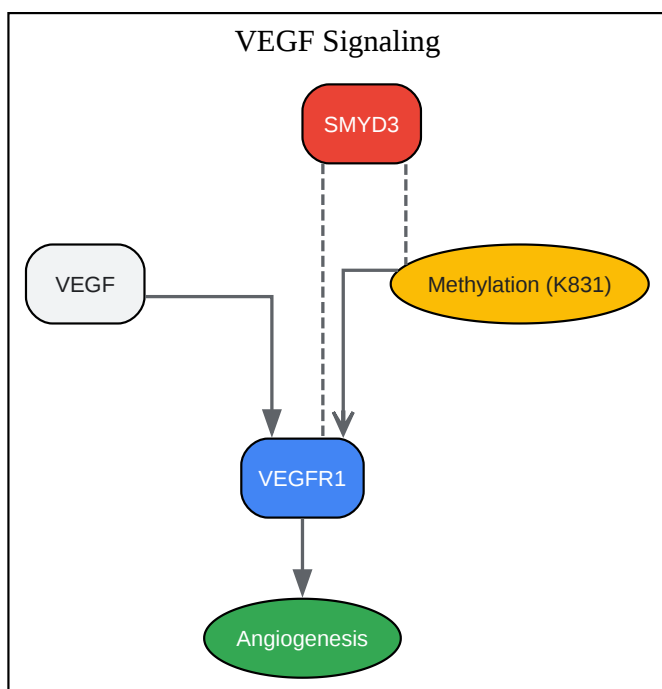 VEGF Signaling
SMYD3
VEGF
Methylation (K831)
VEGFR1
Angiogenesis